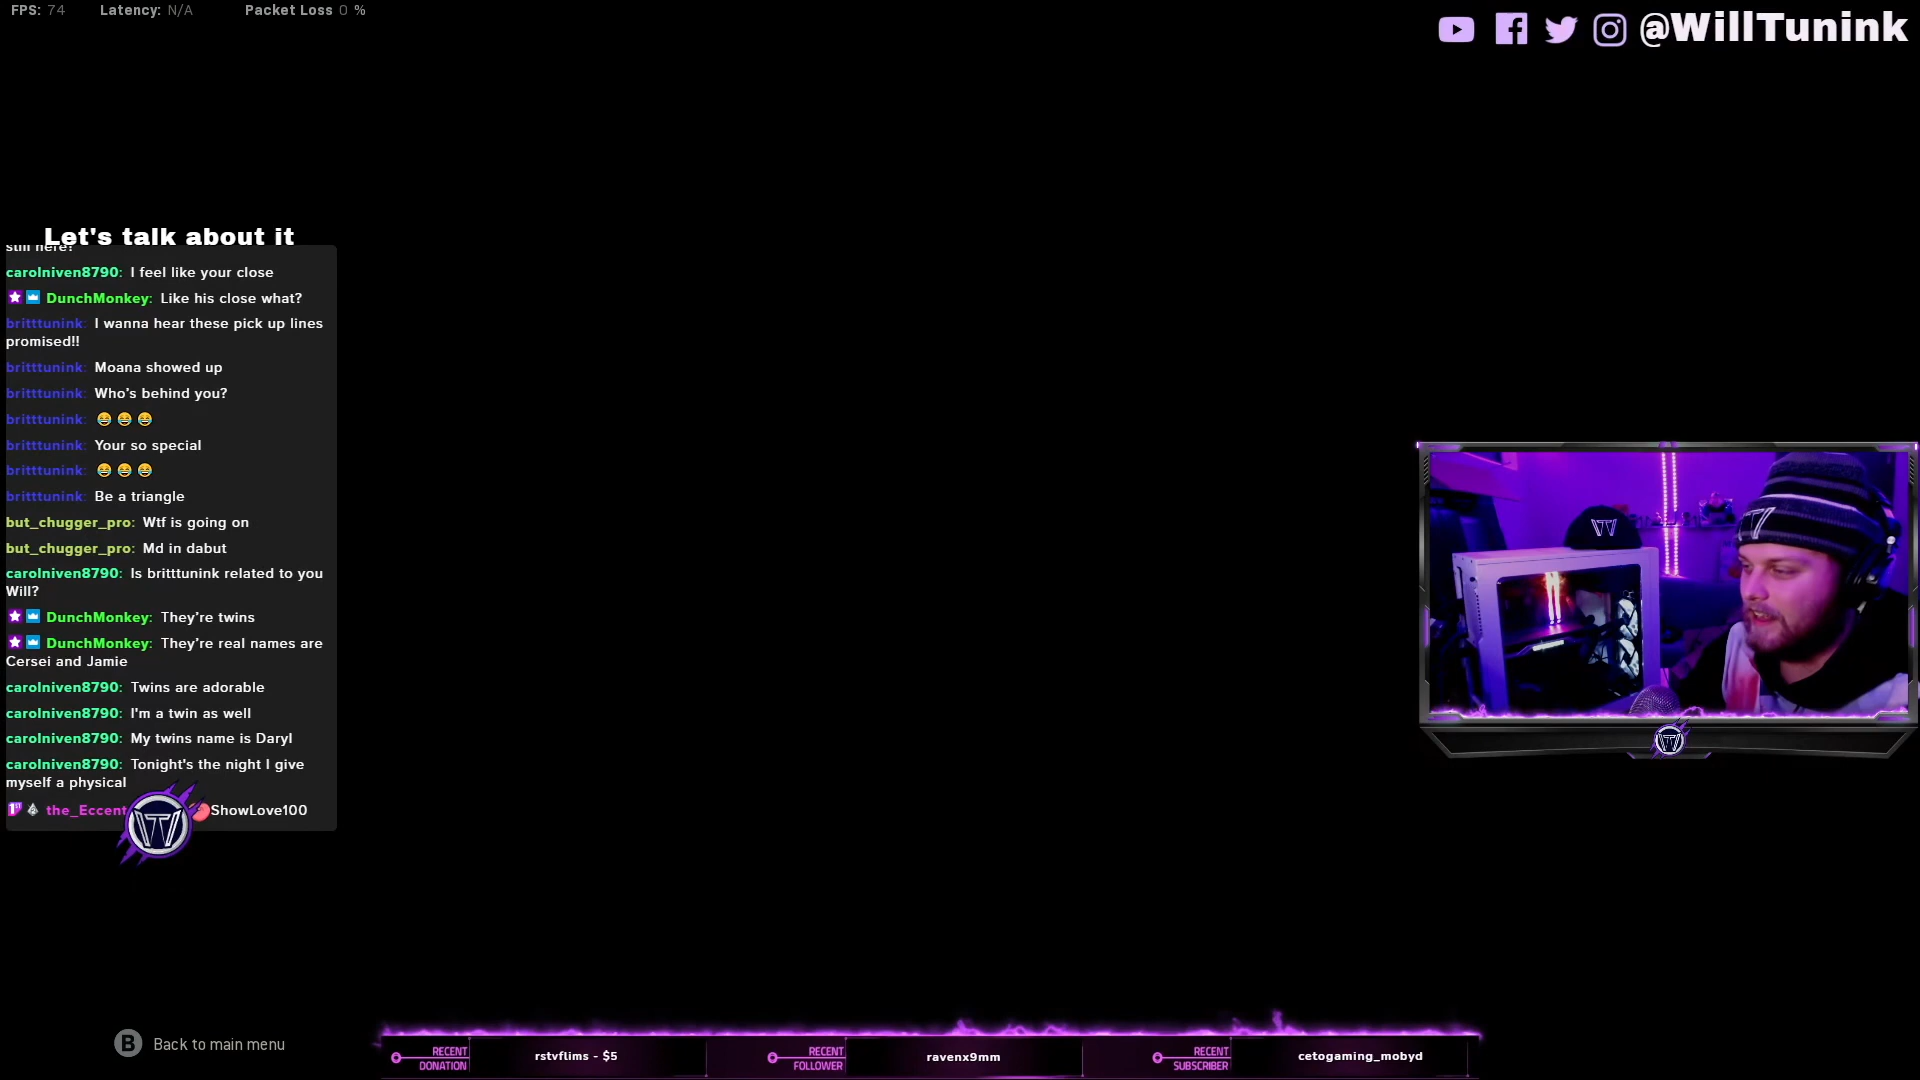 FPS: 74 Latency: N/A Packet Loss 0 %
@WillTunink
Let's talk about it
still here?
carolniven8790: I feel like your close
DunchMonkey: Like his close what?
britttunink: I wanna hear these pick up lines
promised!!
britttunink: Moana showed up
britttunink: Who's behind you?
britttunink: 😂 😂 😂
britttunink: Your so special
britttunink: 😂 😂 😂
britttunink: Be a triangle
but_chugger_pro: Wtf is going on
but_chugger_pro: Md in dabut
carolniven8790: Is britttunink related to you
Will?
DunchMonkey: They're twins
DunchMonkey: They're real names are
Cersei and Jamie
carolniven8790: Twins are adorable
carolniven8790: I'm a twin as well
carolniven8790: My twins name is Daryl
carolniven8790: Tonight's the night I give
myself a physical
the_Eccent ShowLove100
B Back to main menu
RECENT
DONATION
rstvflims - $5
RECENT
FOLLOWER
ravenx9mm
RECENT
SUBSCRIBER
cetogaming_mobyd